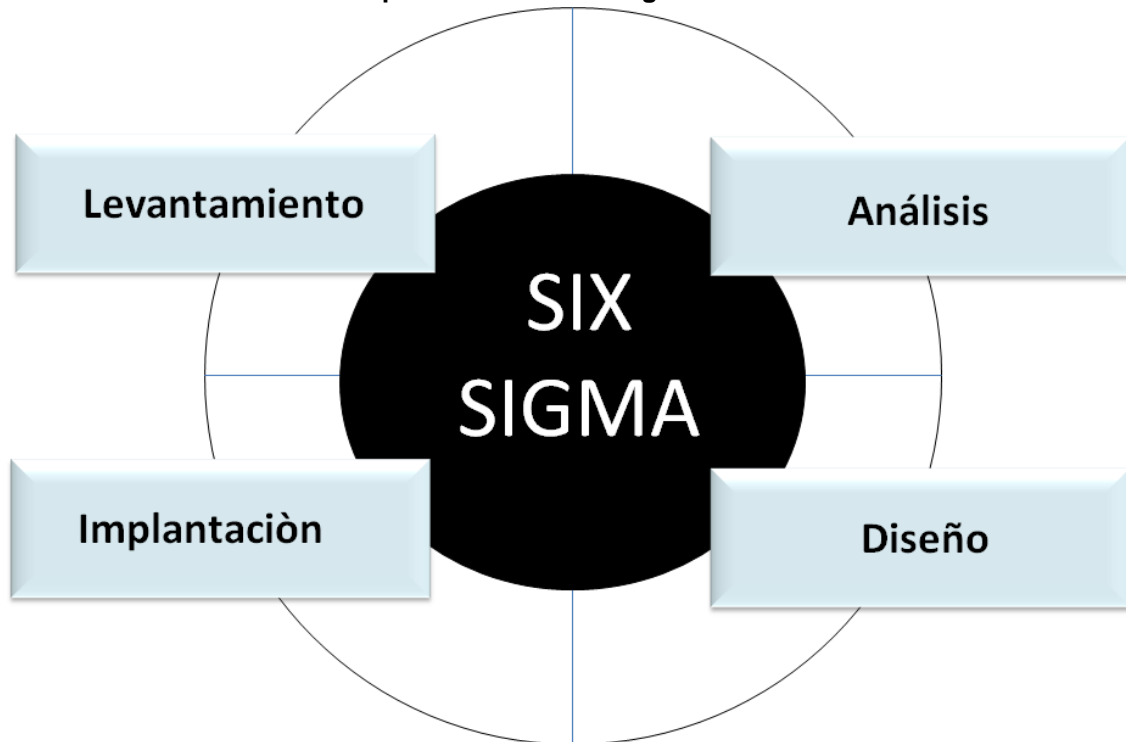 Levantamiento
Análisis
SIX
SIGMA
Implantaciòn
Diseño